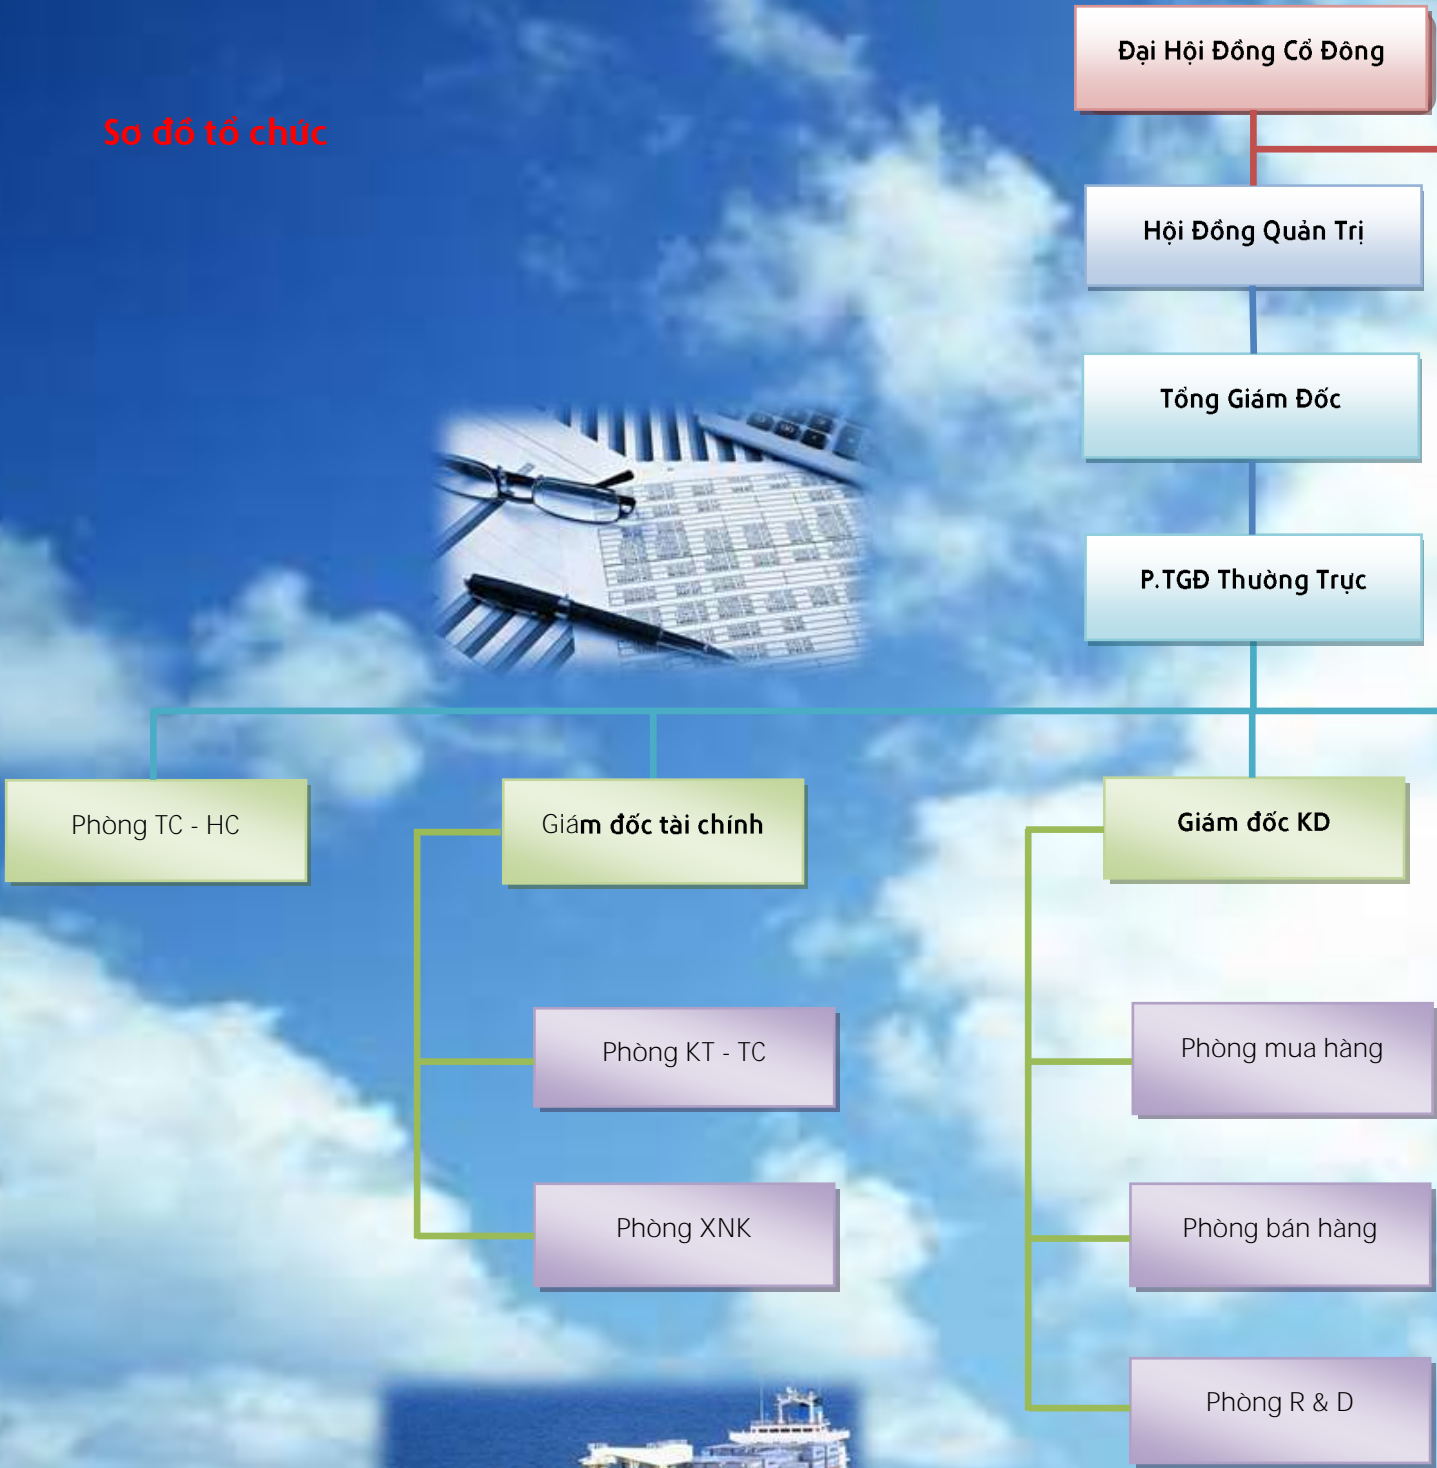 Đại Hội Đồng Cổ Đông
Sơ đồ tổ chức
Hội Đồng Quản Trị
Tổng Giám Đốc
P.TGĐ Thường Trực
Phòng TC - HC
Giám đốc tài chính
Giám đốc KD
Phòng KT - TC
Phòng mua hàng
Phòng XNK
Phòng bán hàng
Phòng R & D